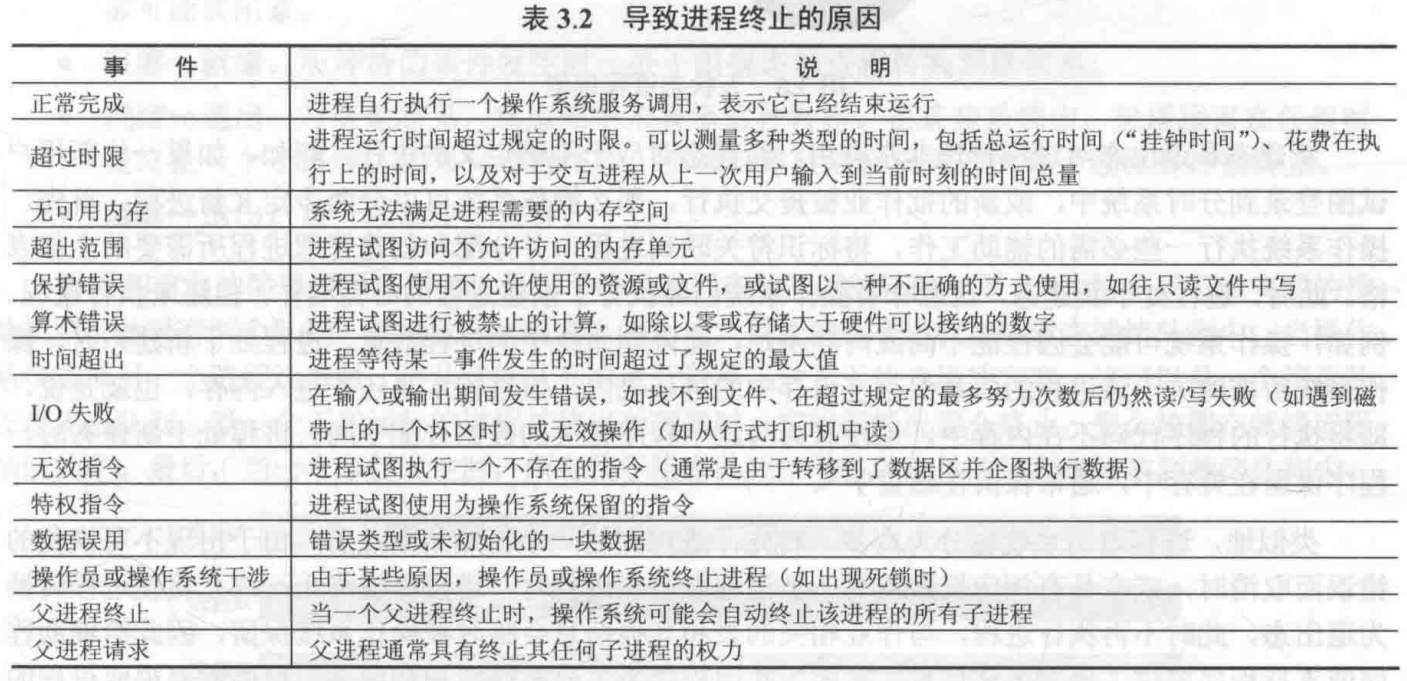 表 3.2 导致进程终止的原因
事 件 说 明
正常完成 进程自行执行一个操作系统服务调用，表示它已经结束运行
超过时限 进程运行时间超过规定的时限。可以测量多种类型的时间，包括总运行时间（“挂钟时间”）、花费在执
行上的时间，以及对于交互进程从上一次用户输入到当前时刻的时间总量
无可用内存 系统无法满足进程需要的内存空间
超出范围 进程试图访问不允许访问的内存单元
保护错误 进程试图使用不允许使用的资源或文件，或试图以一种不正确的方式使用，如往只读文件中写
算术错误 进程试图进行被禁止的计算，如除以零或存储大于硬件可以接纳的数字
时间超出 进程等待某一事件发生的时间超过了规定的最大值
I/O 失败 在输入或输出期间发生错误，如找不到文件、在超过规定的最多努力次数后仍然读/写失败（如遇到磁
带上的一个坏区时）或无效操作（如从行式打印机中读）
无效指令 进程试图执行一个不存在的指令（通常是由于转移到了数据区并企图执行数据）
特权指令 进程试图使用为操作系统保留的指令
数据误用 错误类型或未初始化的一块数据
操作员或操作系统干涉 由于某些原因，操作员或操作系统终止进程（如出现死锁时）
父进程终止 当一个父进程终止时，操作系统可能会自动终止该进程的所有子进程
父进程请求 父进程通常具有终止其任何子进程的权力